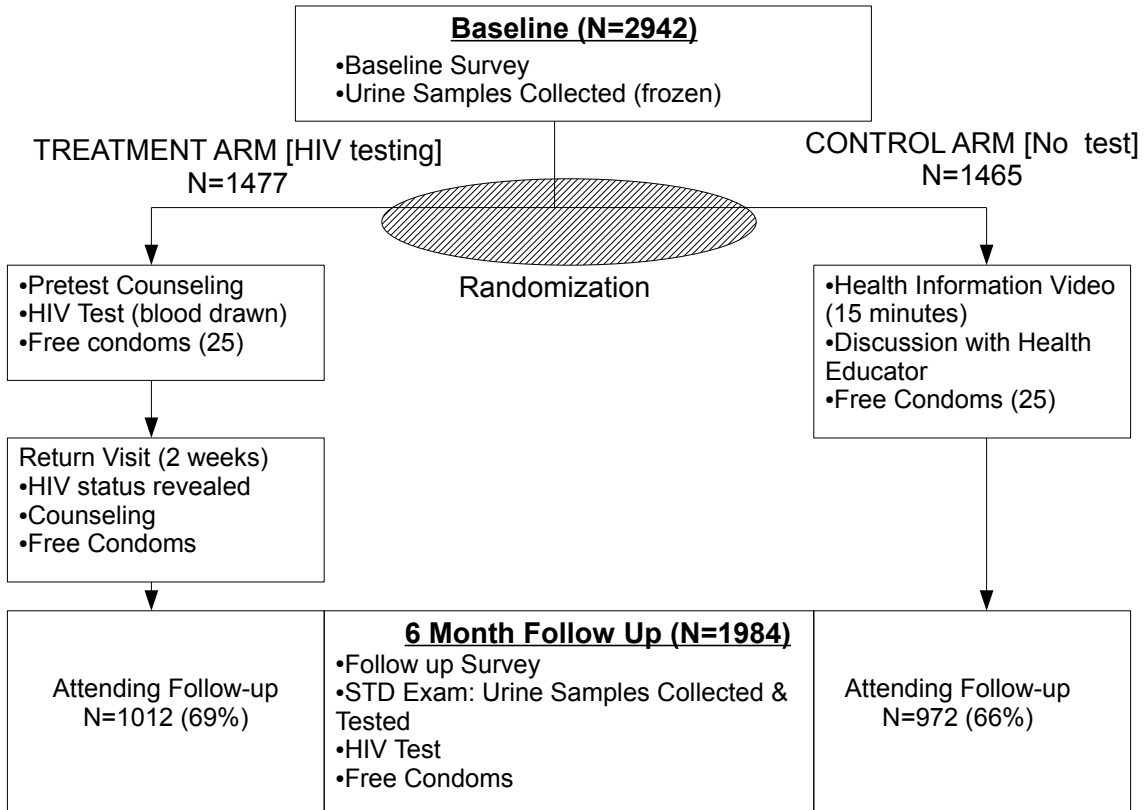 Baseline (N=2942)
•Baseline Survey
•Urine Samples Collected (frozen)
TREATMENT ARM [HIV testing]
N=1477
CONTROL ARM [No  test]
N=1465
Randomization
•Pretest Counseling
•HIV Test (blood drawn)
•Free condoms (25)
•Health Information Video
(15 minutes)
•Discussion with Health
Educator
•Free Condoms (25)
Return Visit (2 weeks)
•HIV status revealed
•Counseling
•Free Condoms
Attending Follow-up
N=1012 (69%)
6 Month Follow Up (N=1984)
•Follow up Survey
•STD Exam: Urine Samples Collected &
Tested
•HIV Test
•Free Condoms
Attending Follow-up
N=972 (66%)